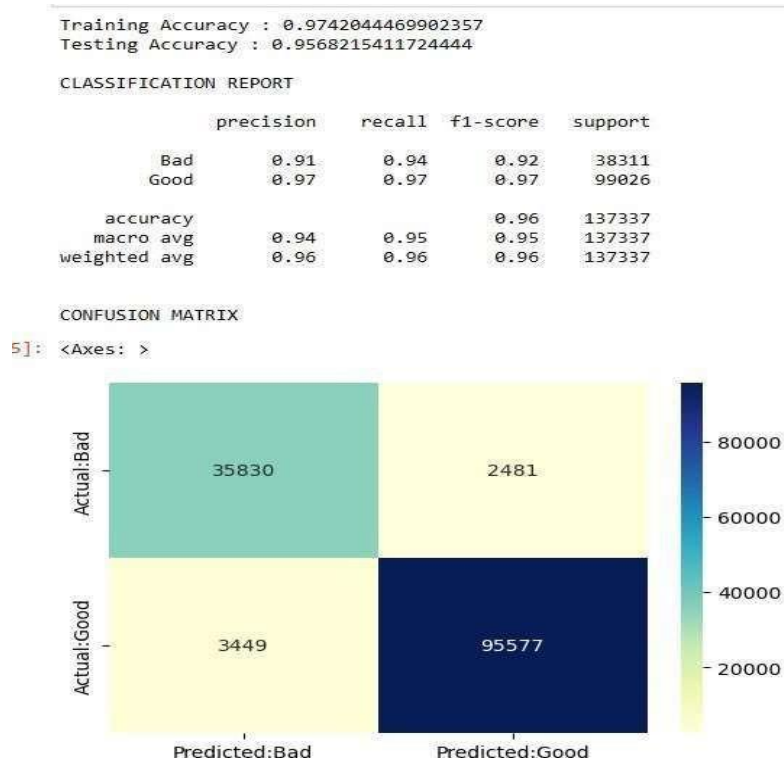 Training Accuracy : 0.9742044469902357
Testing Accuracy : 0.9568215411724444
CLASSIFICATION REPORT
precision recall f1-score support
Bad 0.91 0.94 0.92 38311
Good 0.97 0.97 0.97 99026
accuracy 0.96 137337
macro avg 0.94 0.95 0.95 137337
weighted avg 0.96 0.96 0.96 137337
CONFUSION MATRIX
5]: <Axes: >
Actual:Bad
35830 2481
Actual:Good
3449 95577
Predicted:Bad Predicted:Good
80000
60000
40000
20000